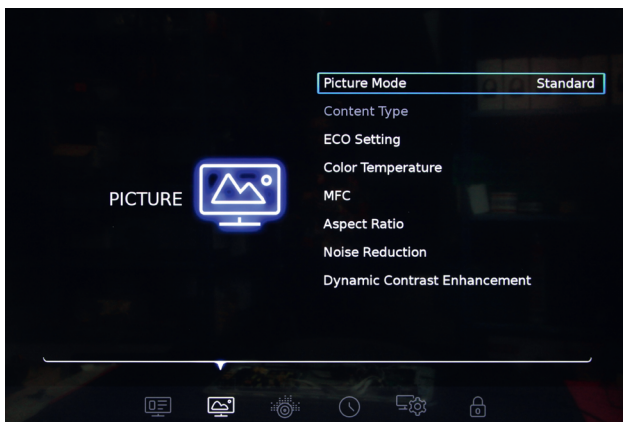 Picture Mode Standard
Content Type
ECO Setting
Color Temperature
PICTURE
MFC
Aspect Ratio
Noise Reduction
Dynamic Contrast Enhancement